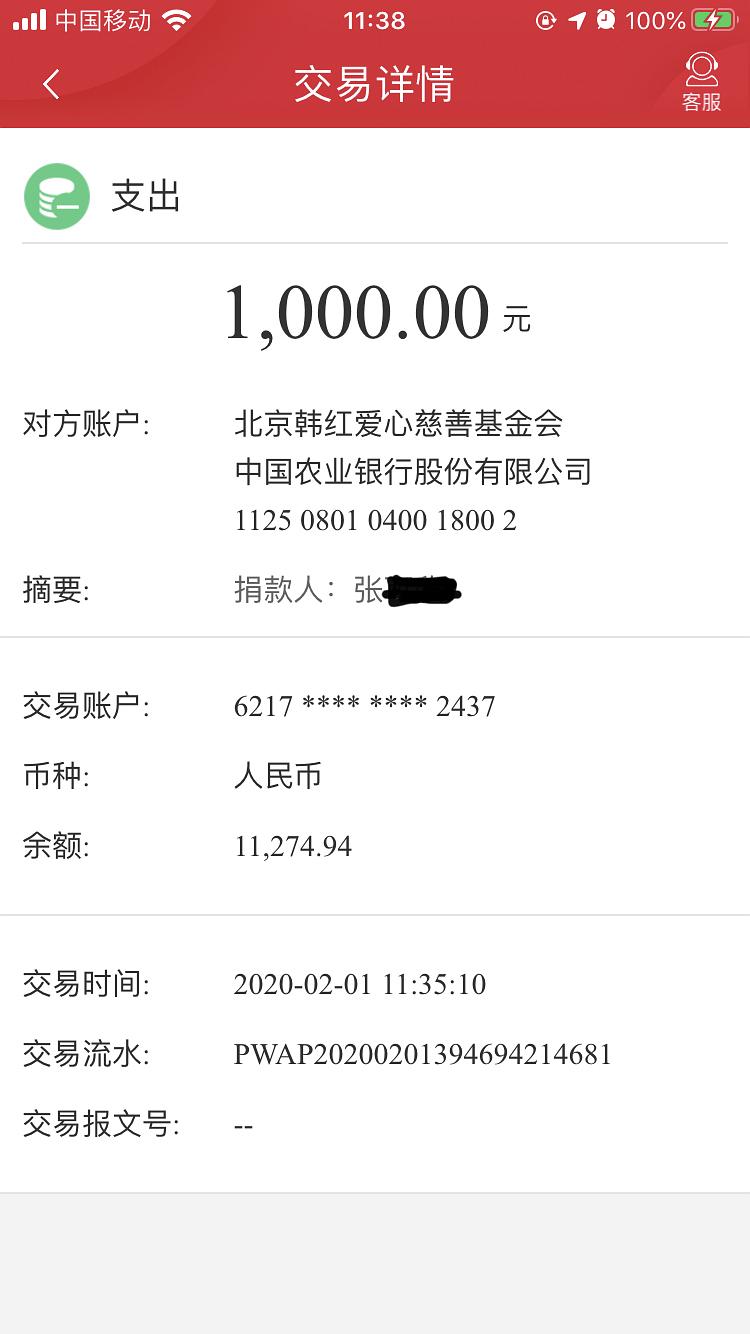 中国移动 11:38 100%
交易详情
客服
支出
1,000.00 元
对方账户: 北京韩红爱心慈善基金会
中国农业银行股份有限公司
1125 0801 0400 1800 2
摘要: 捐款人：张
交易账户: 6217 **** **** 2437
币种: 人民币
余额: 11,274.94
交易时间: 2020-02-01 11:35:10
交易流水: PWAP20200201394694214681
交易报文号: --